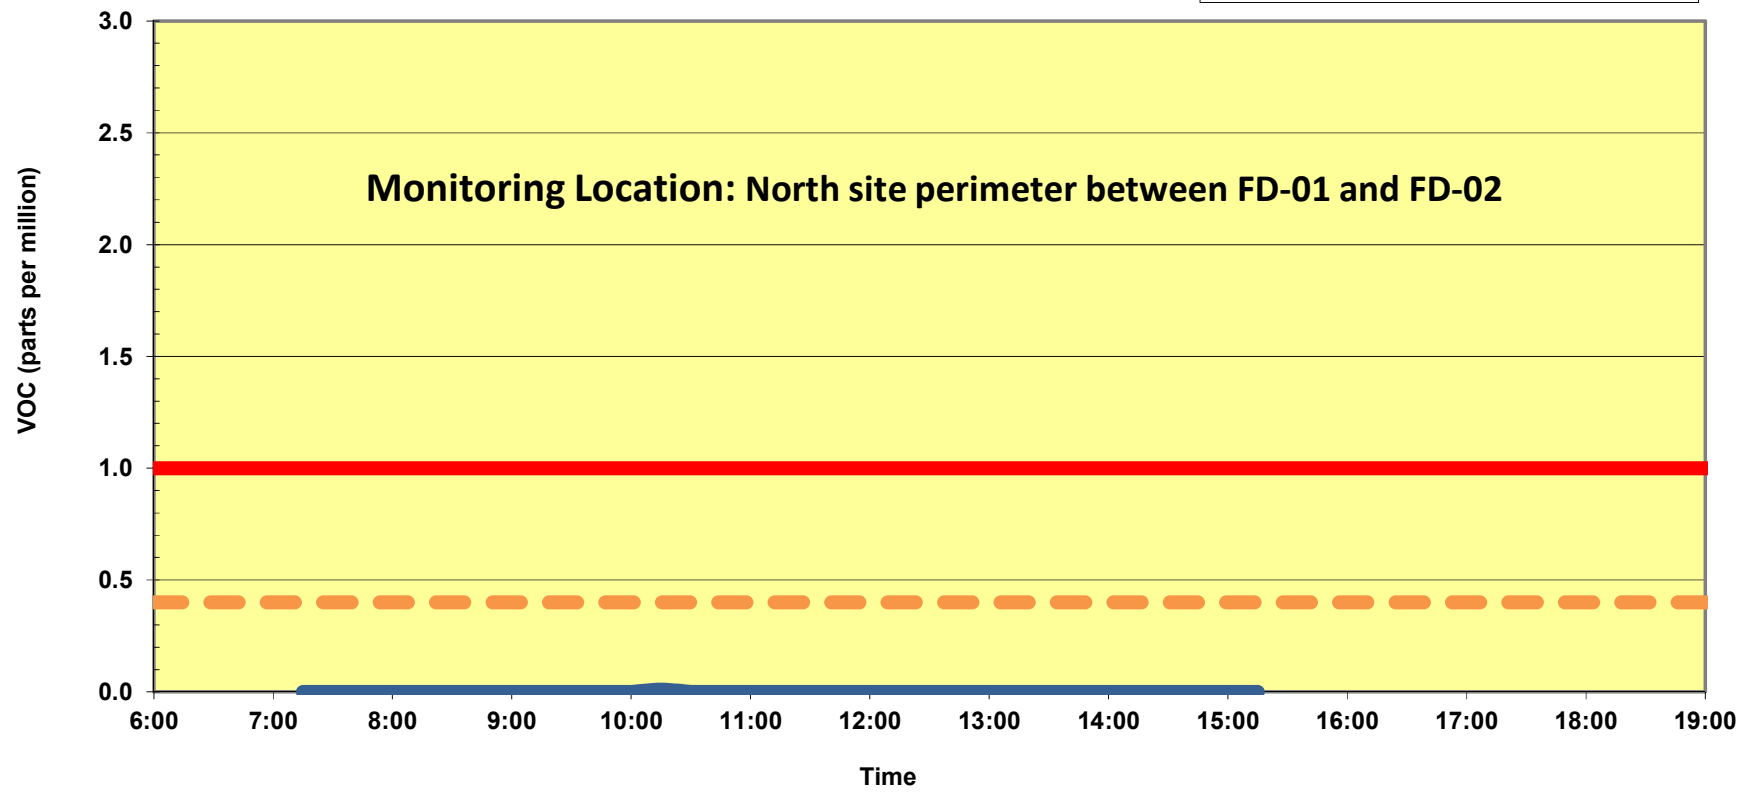 3.0
2.5
Monitoring Location: North site perimeter between FD-01 and FD-02
2.0
VOC (parts per million)
1.5
1.0
0.5
0.0
6:00 7:00 8:00 9:00 10:00 11:00 12:00 13:00 14:00 15:00 16:00 17:00 18:00 19:00
Time